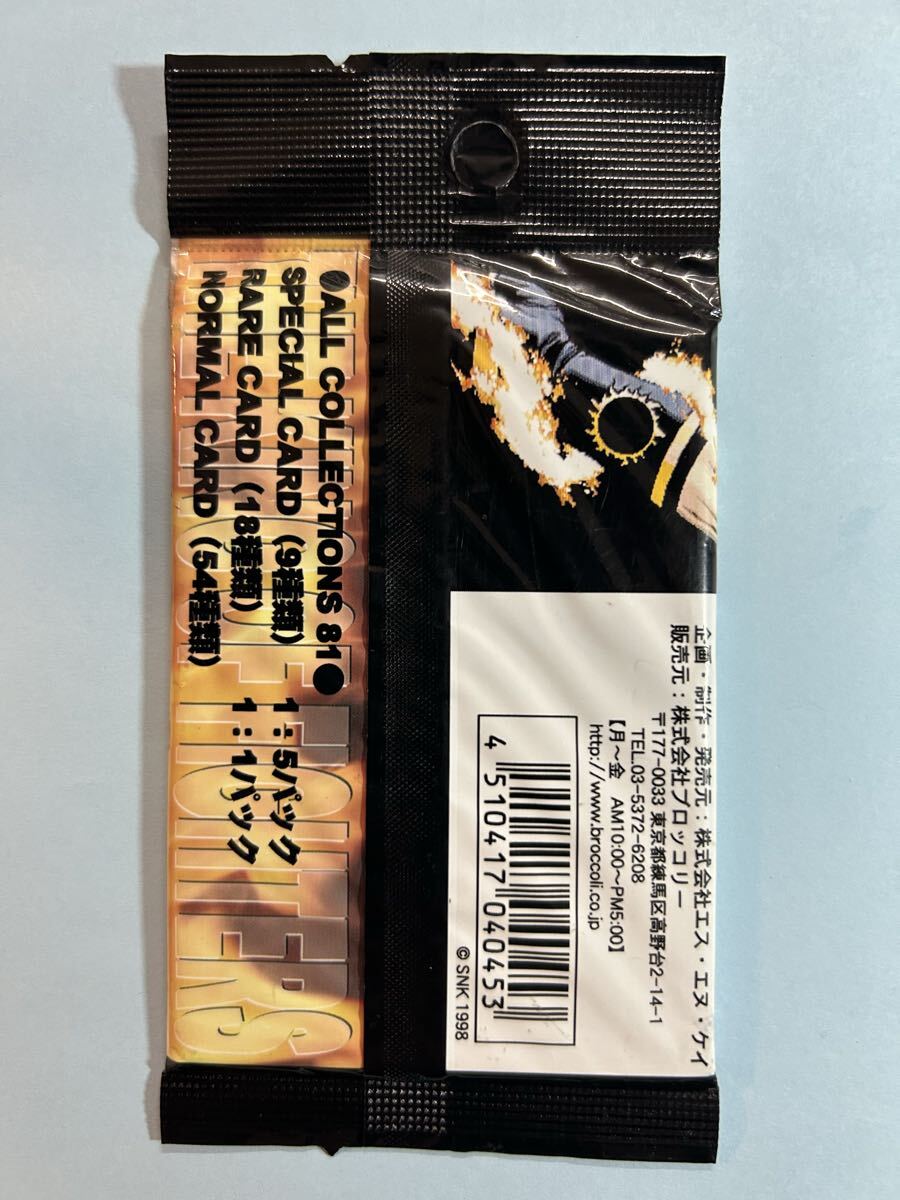 ●ALL COLLECTIONS 81●
SPECIAL CARD (9種類) 1:5パック
RARE CARD (18種類) 1:1パック
NORMAL CARD (54種類)
FIGHTERS
企画・制作・発売元:株式会社エス・エヌ・ケイ
販売元:株式会社ブロッコリー
〒177-0033 東京都練馬区高野台2-14-1
TEL.03-5372-6208
【月〜金 AM10:00〜PM5:00】
http://www.broccoli.co.jp
4 510417 040453
© SNK 1998